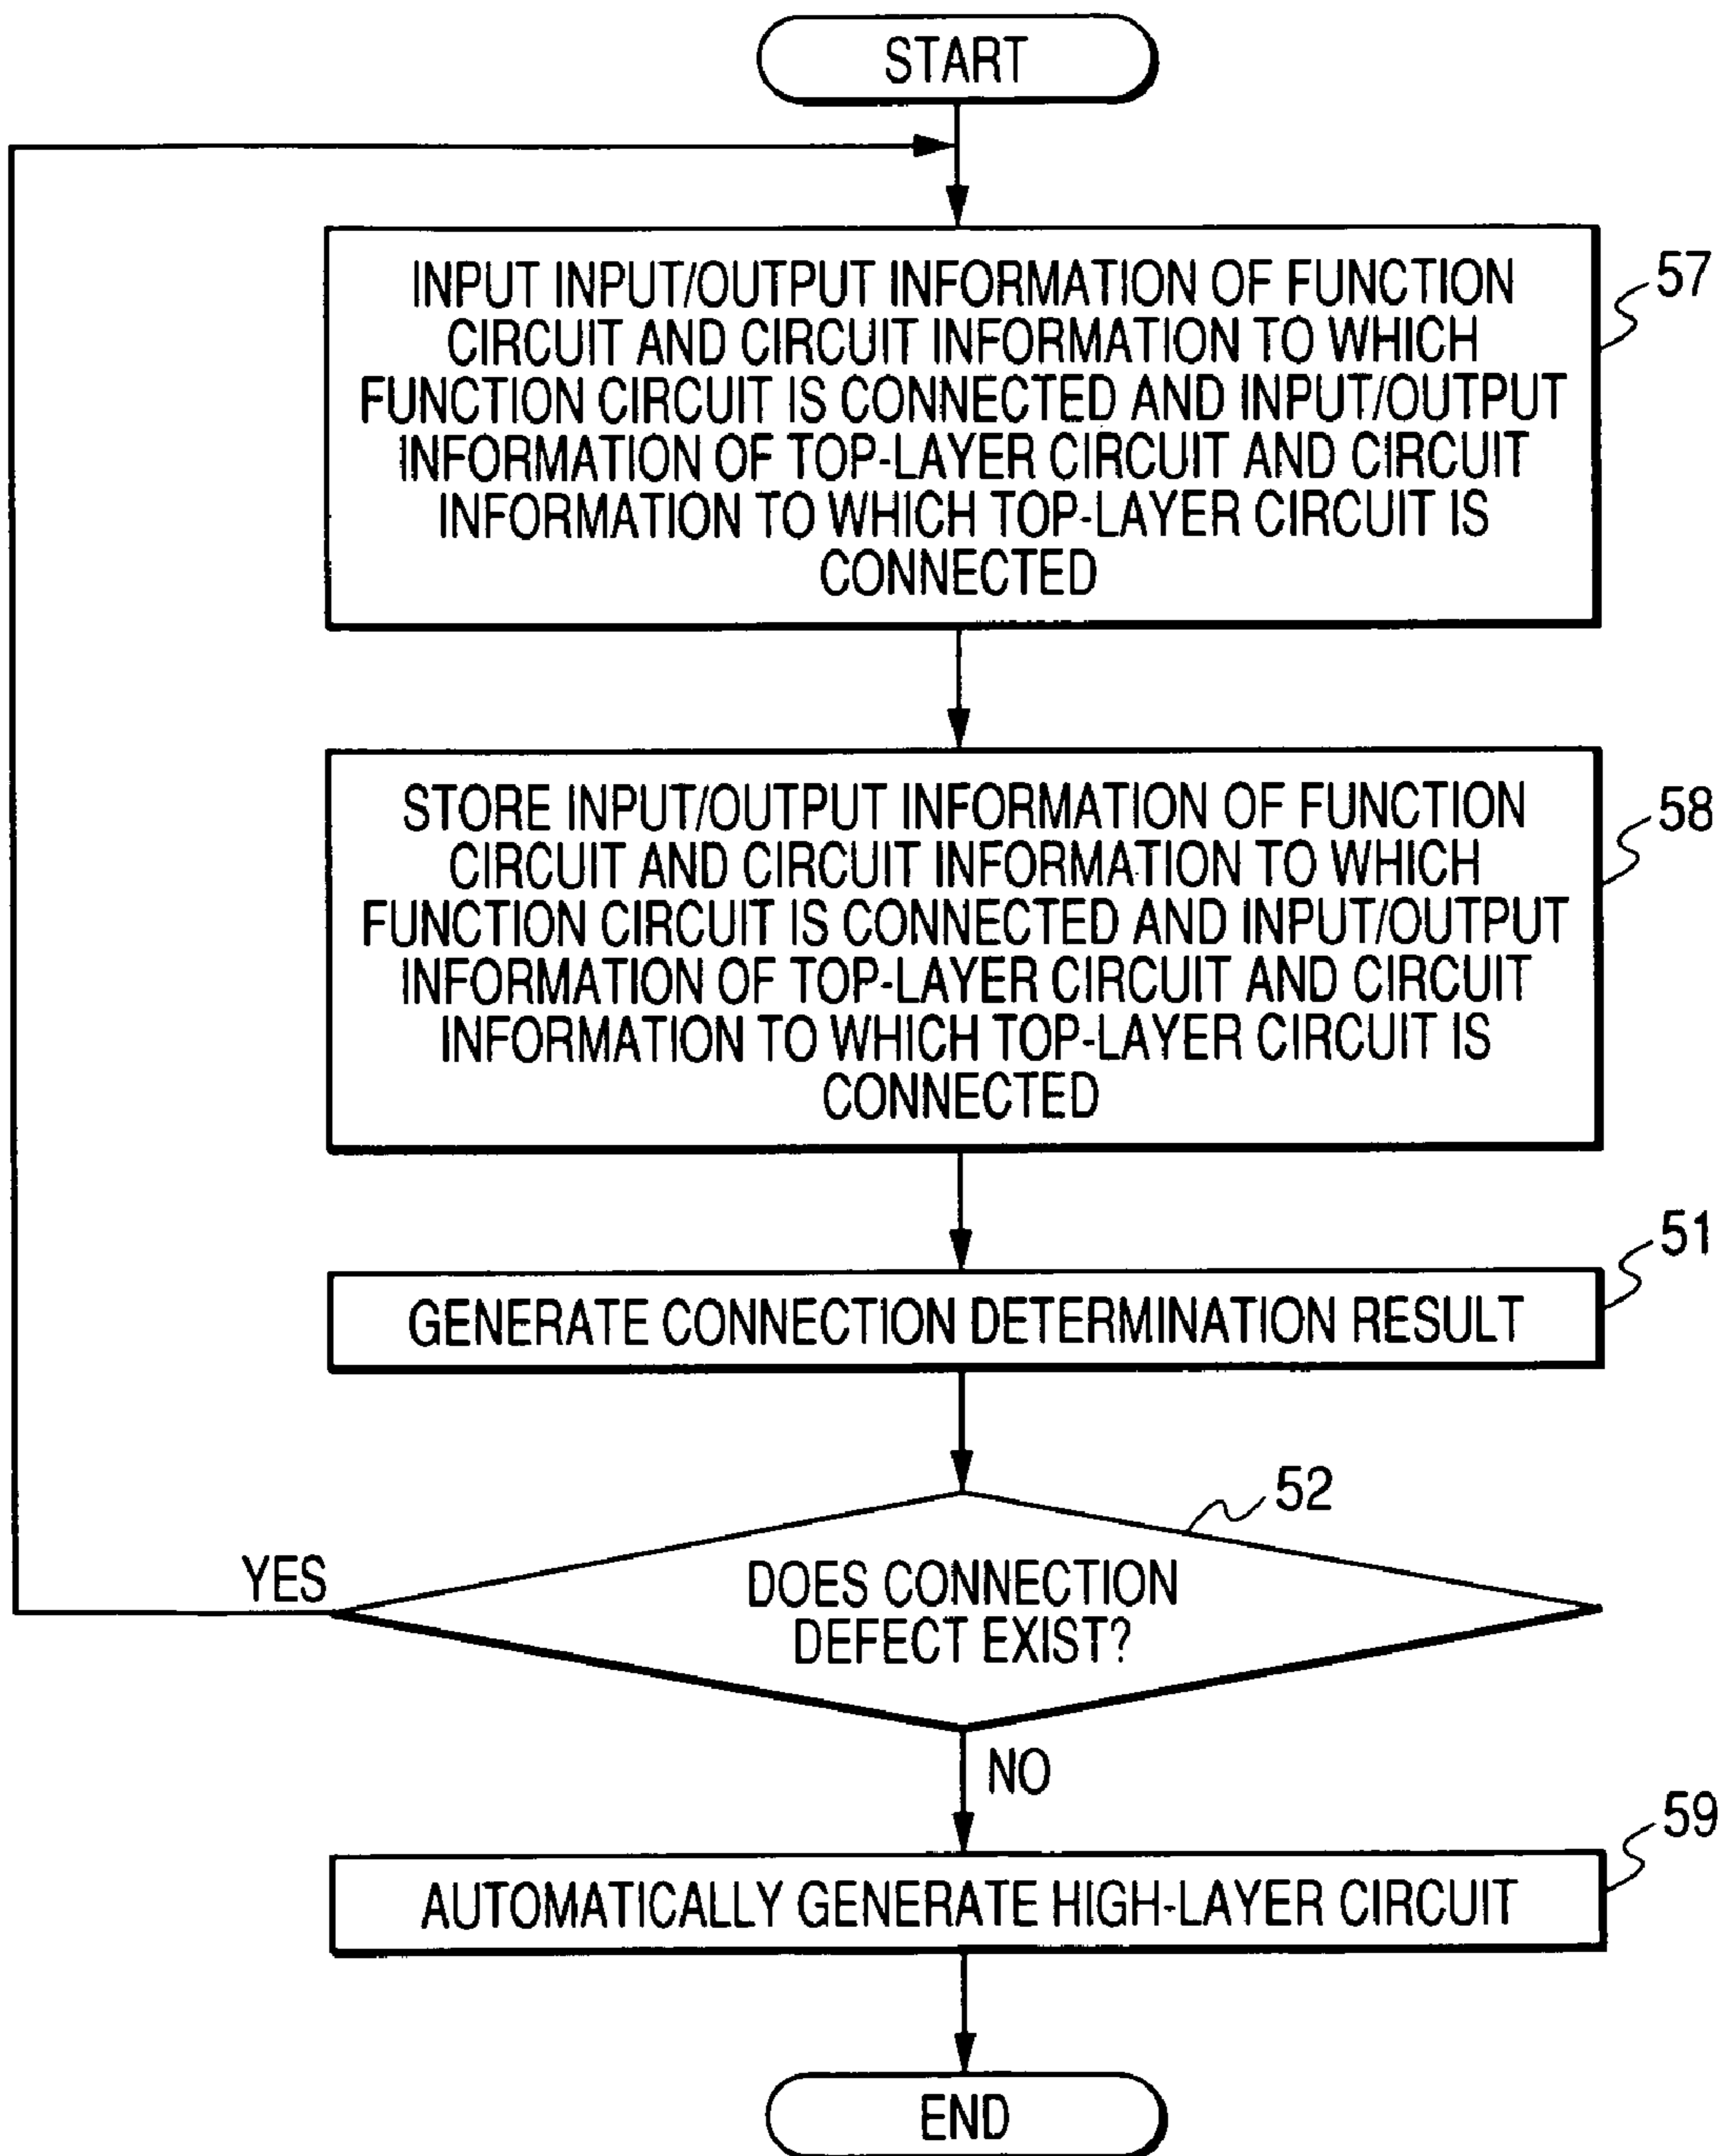 START
INPUT INPUT/OUTPUT INFORMATION OF FUNCTION
CIRCUIT AND CIRCUIT INFORMATION TO WHICH
FUNCTION CIRCUIT IS CONNECTED AND INPUT/OUTPUT
INFORMATION OF TOP-LAYER CIRCUIT AND CIRCUIT
INFORMATION TO WHICH TOP-LAYER CIRCUIT IS
CONNECTED
57
STORE INPUT/OUTPUT INFORMATION OF FUNCTION
CIRCUIT AND CIRCUIT INFORMATION TO WHICH
FUNCTION CIRCUIT IS CONNECTED AND INPUT/OUTPUT
INFORMATION OF TOP-LAYER CIRCUIT AND CIRCUIT
INFORMATION TO WHICH TOP-LAYER CIRCUIT IS
CONNECTED
58
GENERATE CONNECTION DETERMINATION RESULT
51
52
YES
DOES CONNECTION
DEFECT EXIST?
NO
AUTOMATICALLY GENERATE HIGH-LAYER CIRCUIT
59
END